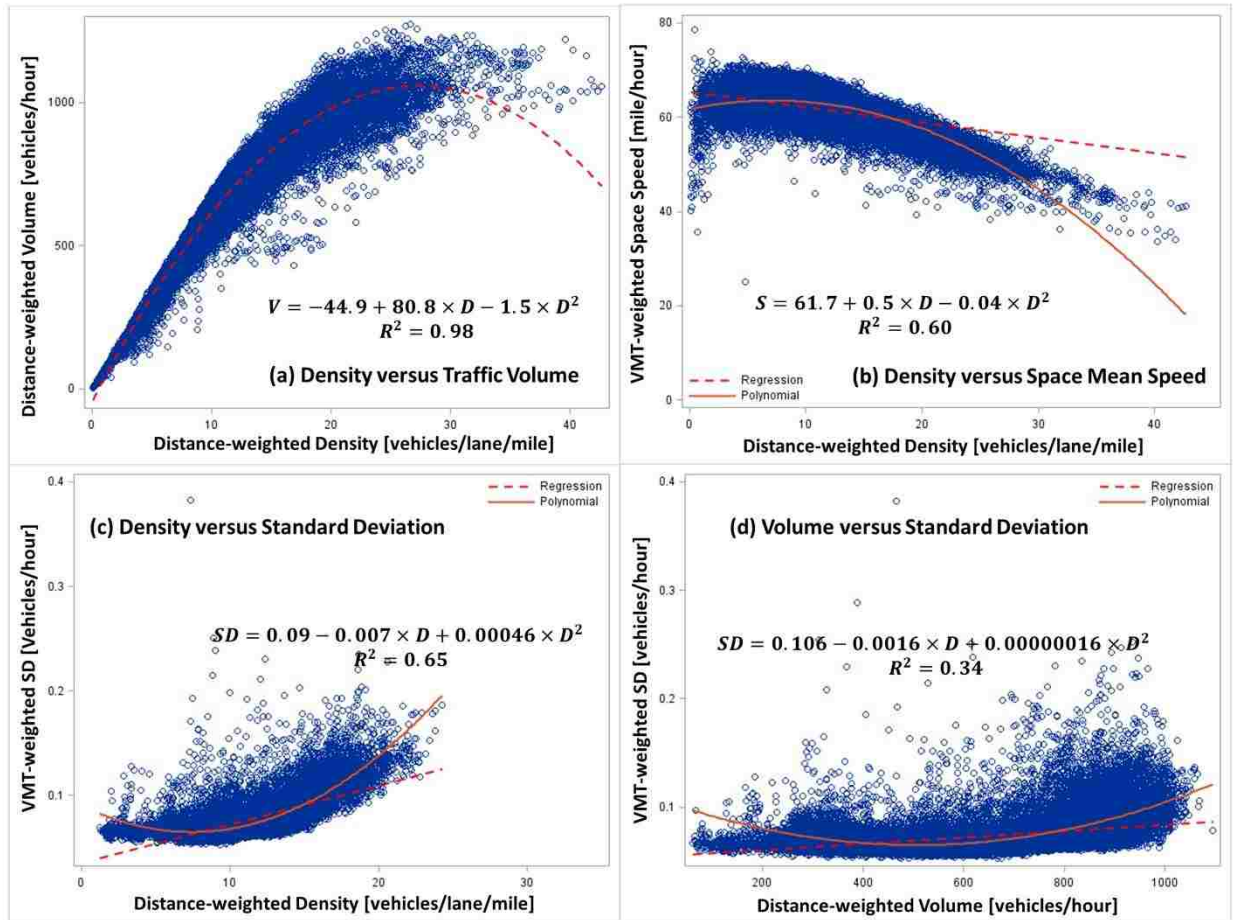 Distance-weighted Volume [vehicles/hour]
1000
500
0
V = −44.9 + 80.8 × D − 1.5 × D²
R² = 0.98
(a) Density versus Traffic Volume
0 10 20 30 40
Distance-weighted Density [vehicles/lane/mile]
VMT-weighted Space Speed [mile/hour]
80
60
40
20
0
S = 61.7 + 0.5 × D − 0.04 × D²
R² = 0.60
Regression
Polynomial
(b) Density versus Space Mean Speed
0 10 20 30 40
Distance-weighted Density [vehicles/lane/mile]
VMT-weighted SD [Vehicles/hour]
0.4
0.3
0.2
0.1
Regression
Polynomial
(c) Density versus Standard Deviation
SD = 0.09 − 0.007 × D + 0.00046 × D²
R² = 0.65
0 10 20 30
Distance-weighted Density [vehicles/lane/mile]
VMT-weighted SD [vehicles/hour]
0.4
0.3
0.2
0.1
Regression
Polynomial
(d) Volume versus Standard Deviation
SD = 0.106 − 0.0016 × D + 0.00000016 × D²
R² = 0.34
200 400 600 800 1000
Distance-weighted Volume [vehicles/hour]